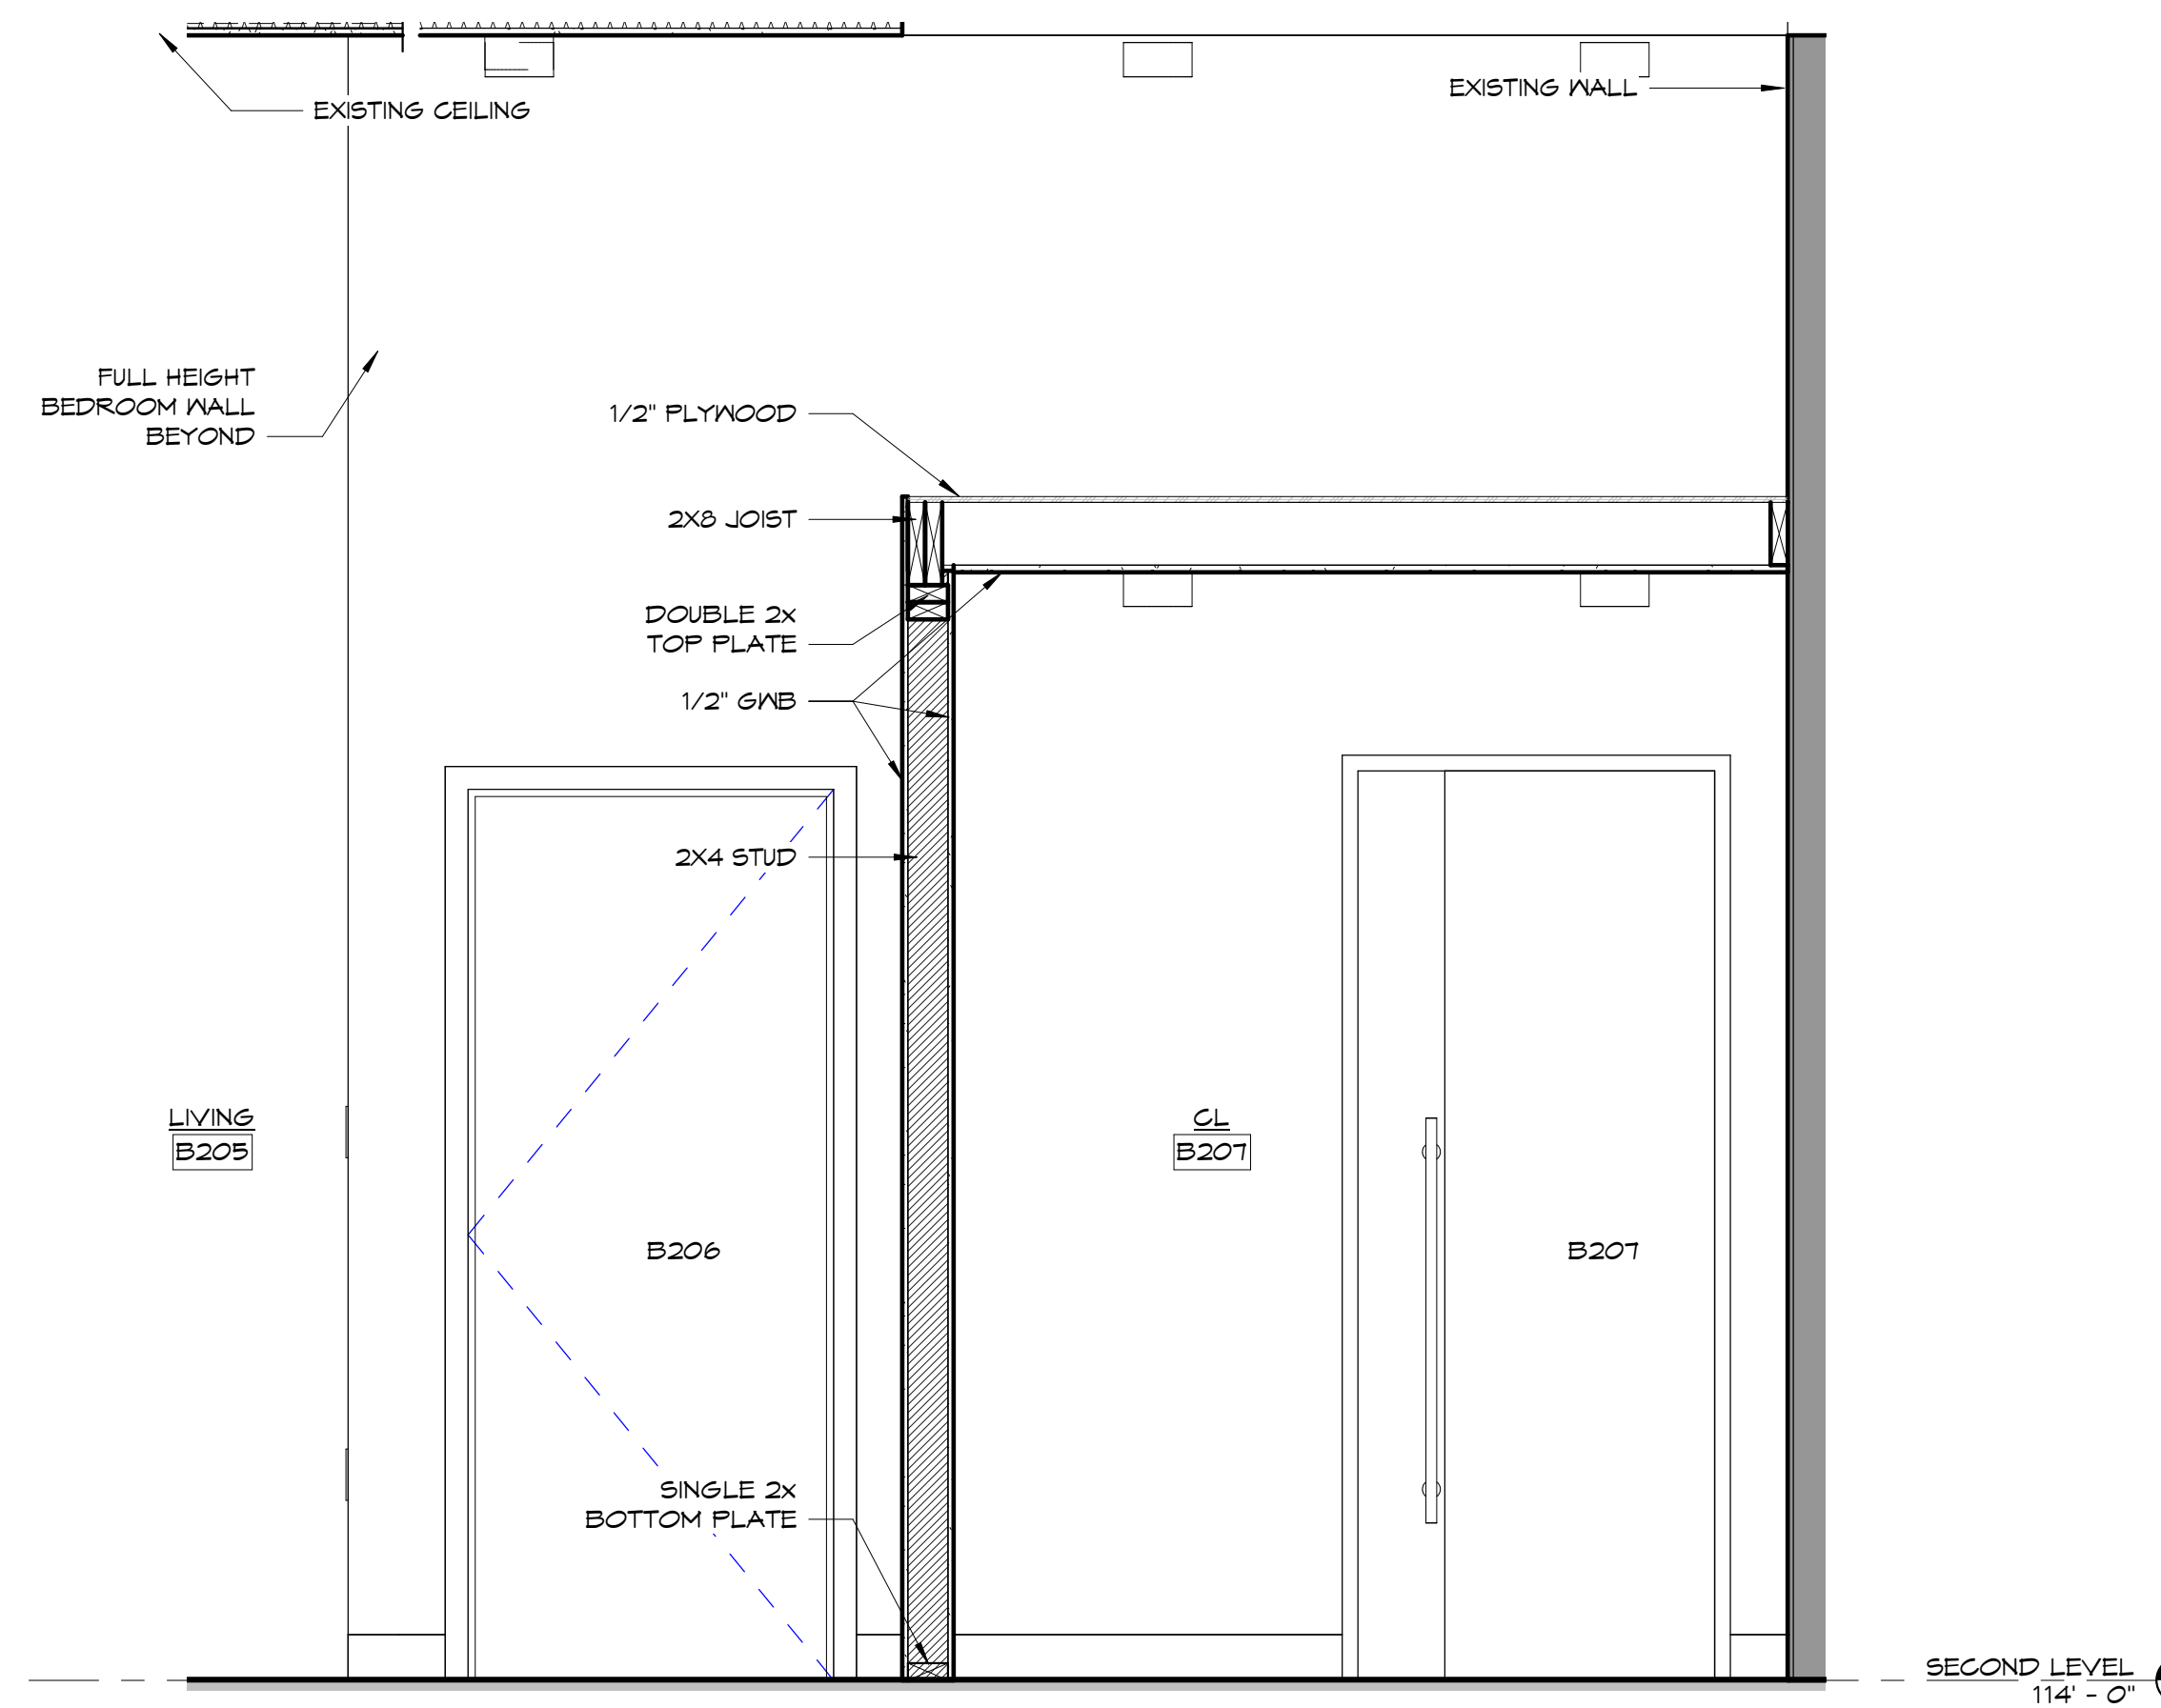 EXISTING WALL
EXISTING CEILING
FULL HEIGHT
BEDROOM WALL
BEYOND
1/2" PLYWOOD
2X8 JOIST
DOUBLE 2X
TOP PLATE
1/2" GWB
2X4 STUD
LIVING
B205
CL
B207
B206
B207
SINGLE 2X
BOTTOM PLATE
SECOND LEVEL
114' - 0"